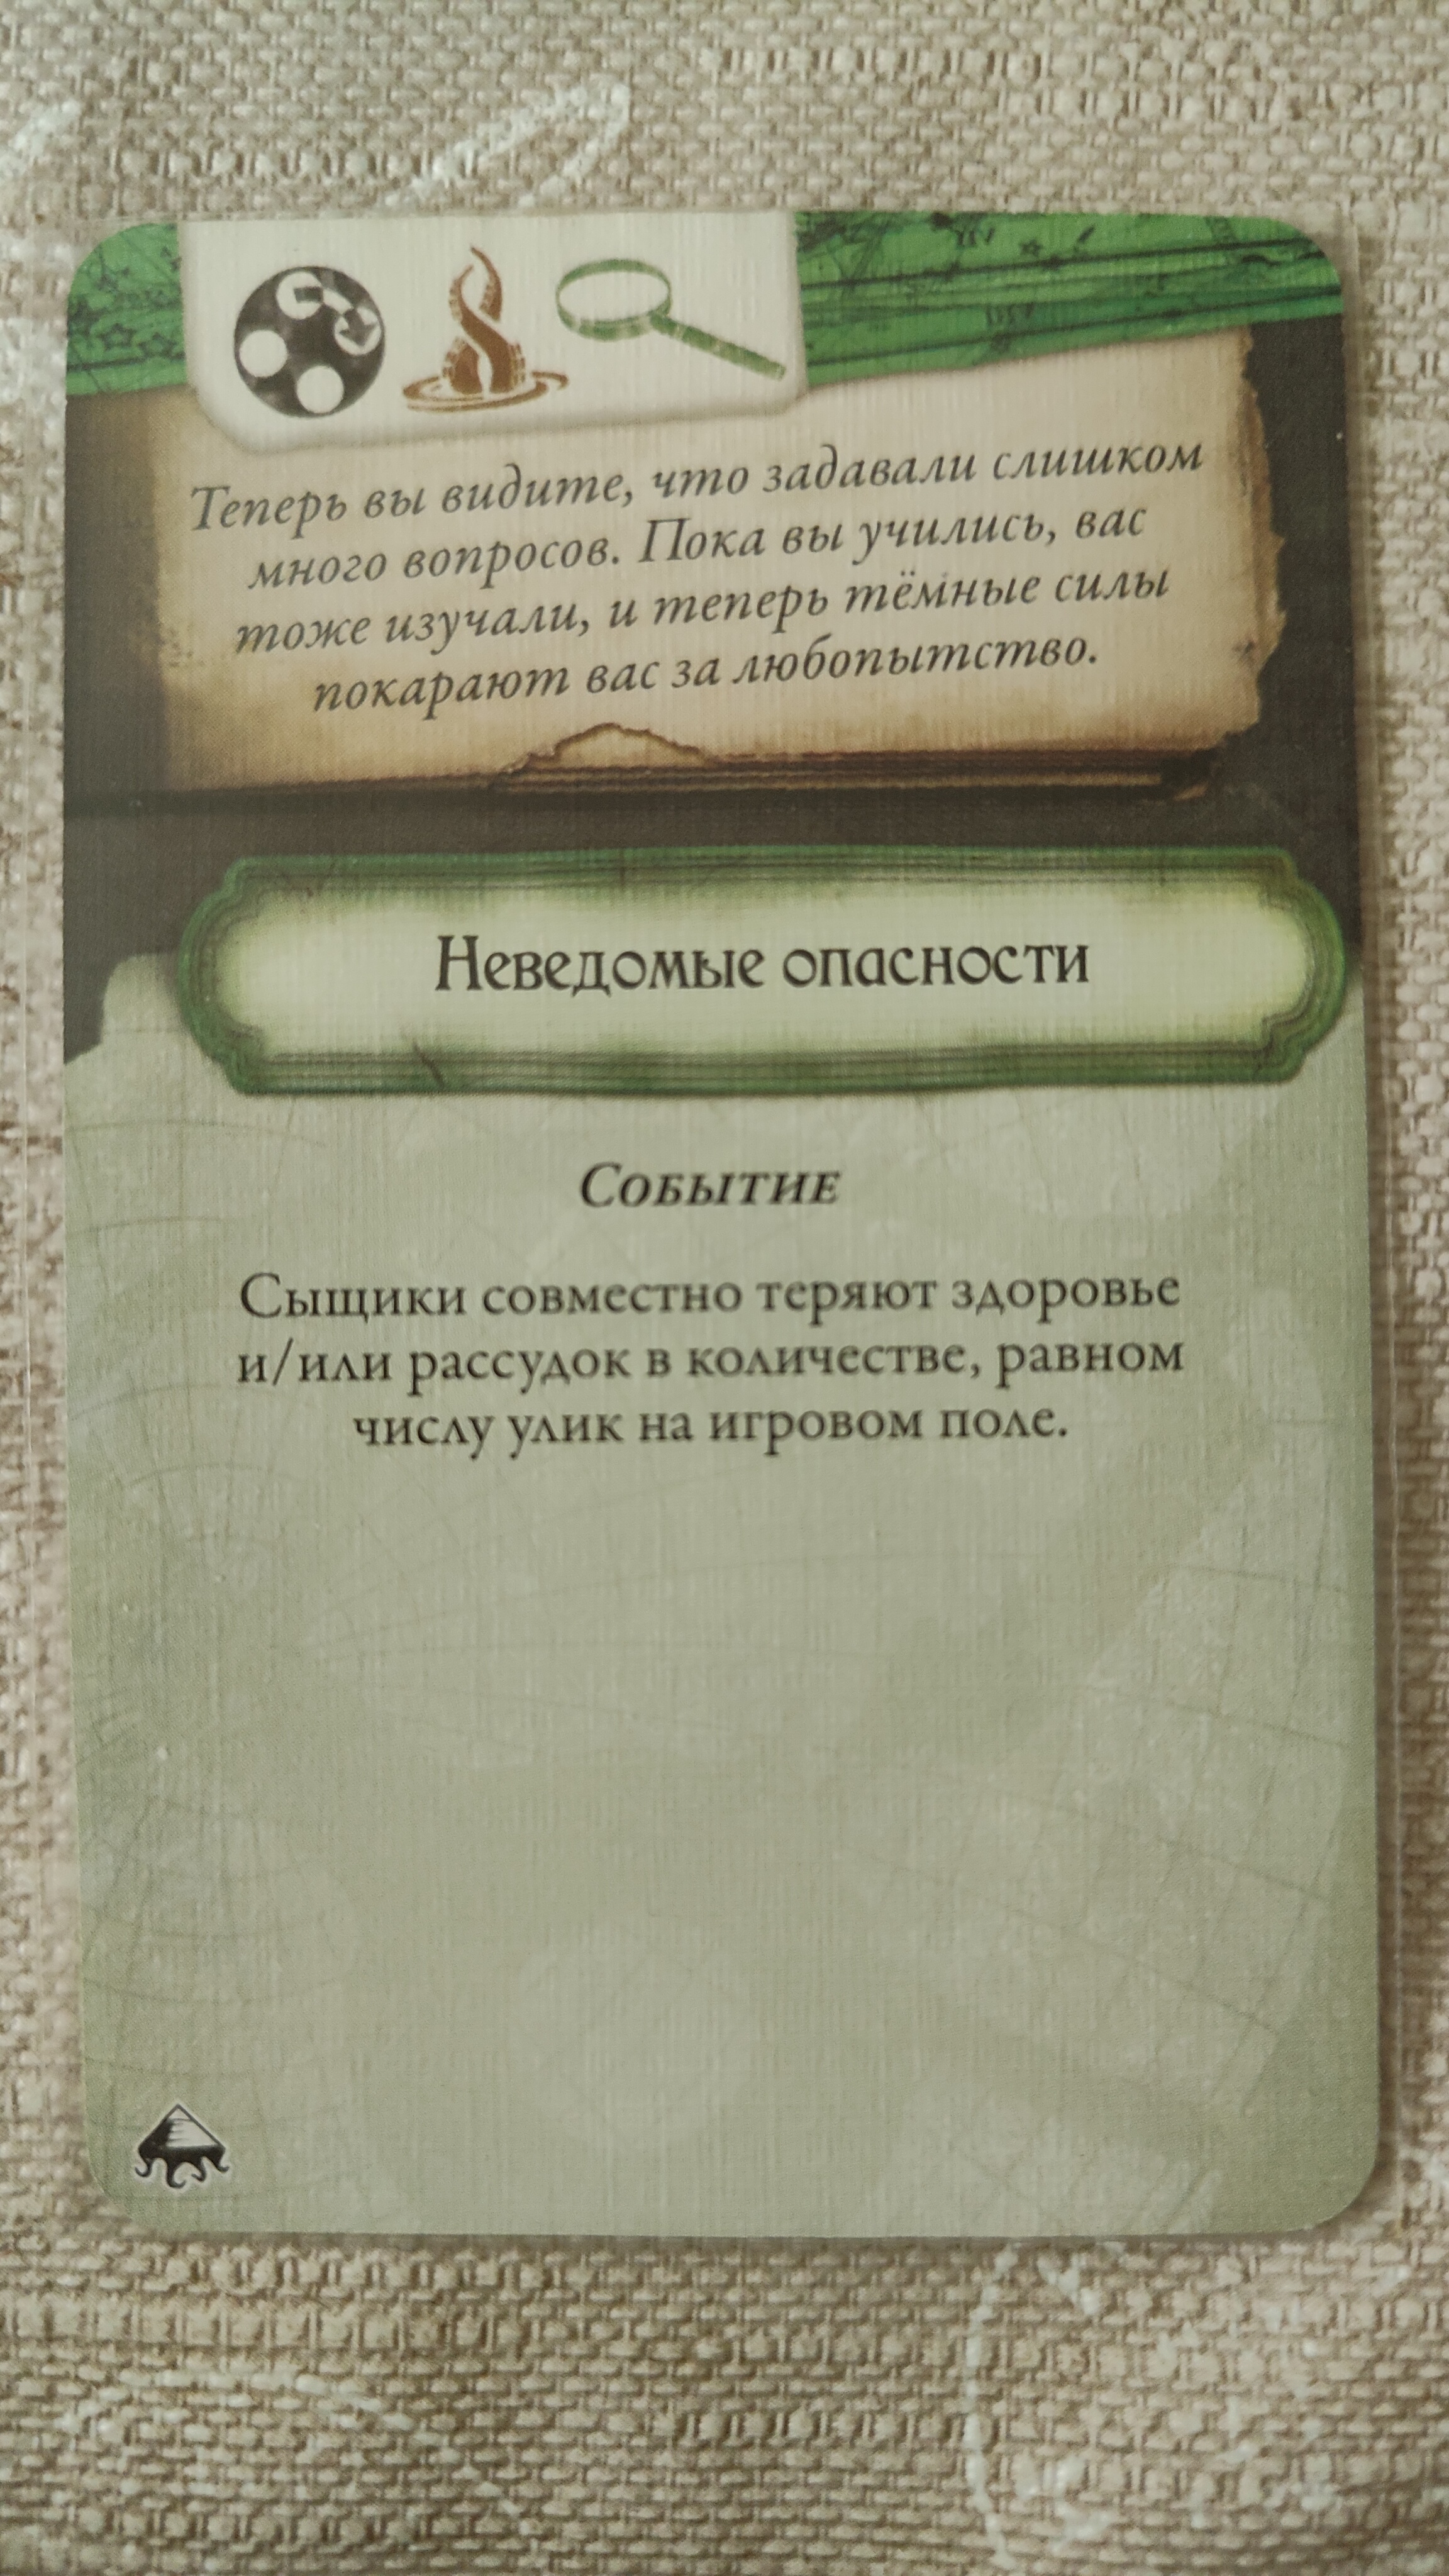 Теперь вы видите, что задавали слишком
много вопросов. Пока вы учились, вас
тоже изучали, и теперь тёмные силы
покарают вас за любопытство.
Неведомые опасности
Событие
Сыщики совместно теряют здоровье
и/или рассудок в количестве, равном
числу улик на игровом поле.